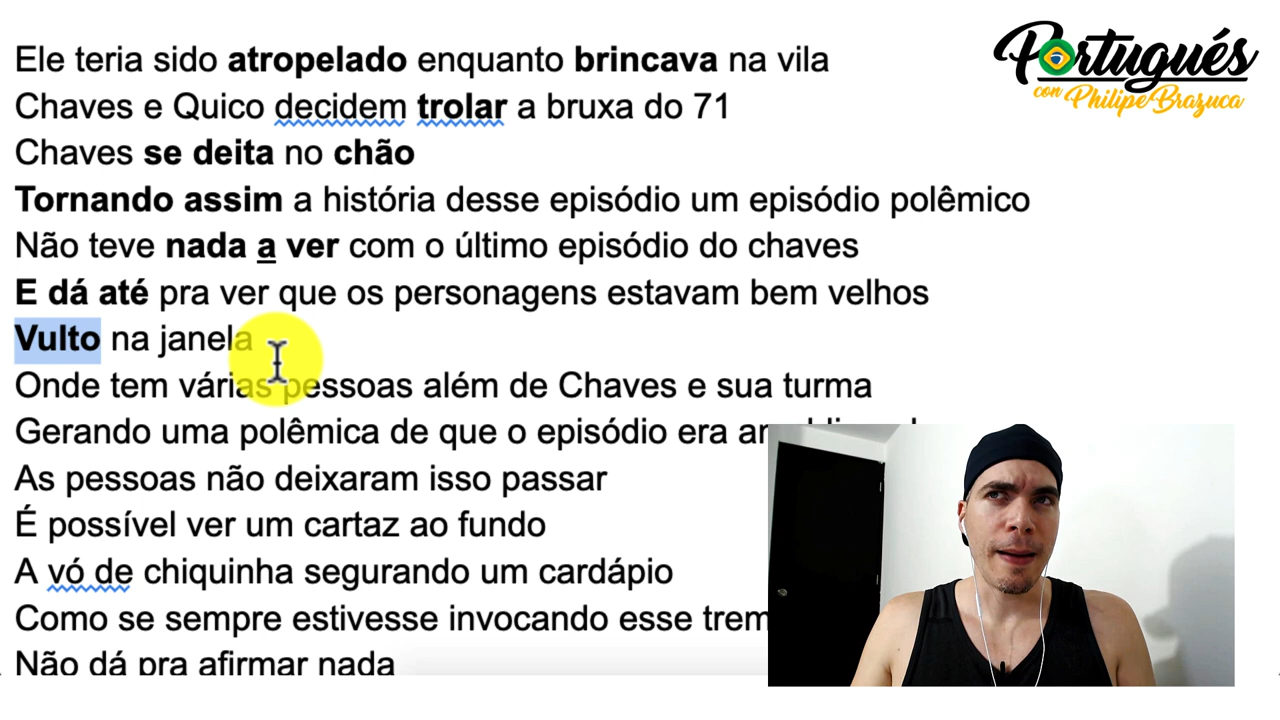 Ele teria sido atropelado enquanto brincava na vila
Chaves e Quico decidem trolar a bruxa do 71
Chaves se deita no chão
Tornando assim a história desse episódio um episódio polêmico
Não teve nada a ver com o último episódio do chaves
E dá até pra ver que os personagens estavam bem velhos
Vulto na janela
Onde tem várias pessoas além de Chaves e sua turma
Gerando uma polêmica de que o episódio era
As pessoas não deixaram isso passar
É possível ver um cartaz ao fundo
A vó de chiquinha segurando um cardápio
Como se sempre estivesse invocando esse
Não dá pra afirmar nada
Portugués
con PhilipeBrazuca